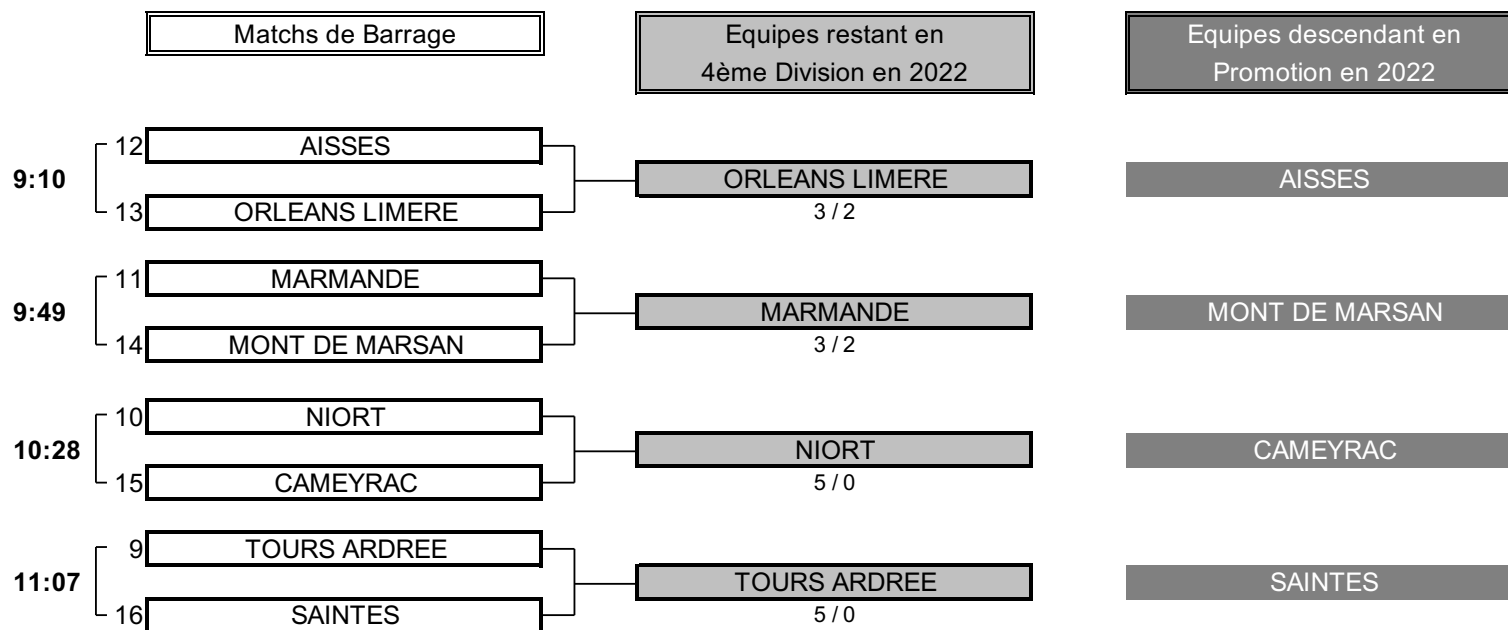 Matchs de Barrage
Equipes restant en
4ème Division en 2022
Equipes descendant en
Promotion en 2022
9:10
12 AISSES
13 ORLEANS LIMERE
ORLEANS LIMERE
3 / 2
AISSES
9:49
11 MARMANDE
14 MONT DE MARSAN
MARMANDE
3 / 2
MONT DE MARSAN
10:28
10 NIORT
15 CAMEYRAC
NIORT
5 / 0
CAMEYRAC
11:07
9 TOURS ARDREE
16 SAINTES
TOURS ARDREE
5 / 0
SAINTES